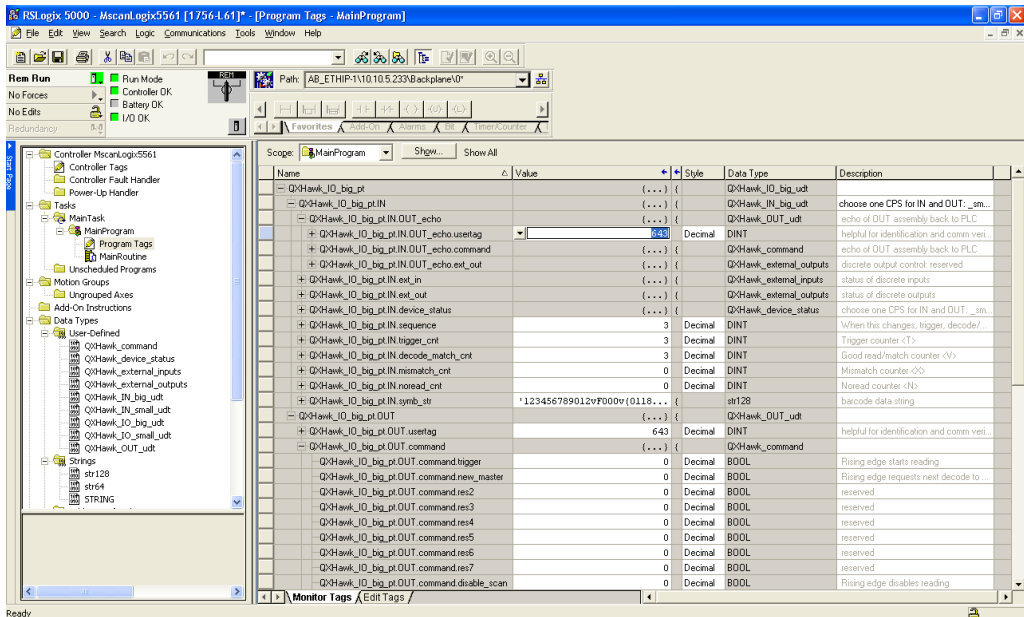 RSLogix 5000 - MscanLogix5561 [1756-L61]* - [Program Tags - MainProgram]
File Edit View Search Logic Communications Tools Window Help
Rem Run Run Mode
No Forces Controller OK
No Edits Battery OK
Redundancy I/O OK
REM
Path: AB_ETHIP-1\10.10.5.233\Backplane\0*
Favorites Add-On Alarms Bit Timer/Counter
Start Page
Controller MscanLogix5561
Controller Tags
Controller Fault Handler
Power-Up Handler
Tasks
MainTask
MainProgram
Program Tags
MainRoutine
Unscheduled Programs
Motion Groups
Ungrouped Axes
Add-On Instructions
Data Types
User-Defined
QXHawk_command
QXHawk_device_status
QXHawk_external_inputs
QXHawk_external_outputs
QXHawk_IN_big_udt
QXHawk_IN_small_udt
QXHawk_IO_big_udt
QXHawk_IO_small_udt
QXHawk_OUT_udt
Strings
str128
str64
STRING
Scope: MainProgram Show... Show All
Name Value Style Data Type Description
QXHawk_IO_big_pt {...} { QXHawk_IO_big_udt
QXHawk_IO_big_pt.IN {...} { QXHawk_IN_big_udt choose one CPS for IN and OUT: _sm...
QXHawk_IO_big_pt.IN.OUT_echo {...} { QXHawk_OUT_udt echo of OUT assembly back to PLC
QXHawk_IO_big_pt.IN.OUT_echo.usertag 643 Decimal DINT helpful for identification and comm veri...
QXHawk_IO_big_pt.IN.OUT_echo.command {...} { QXHawk_command echo of OUT assembly back to PLC
QXHawk_IO_big_pt.IN.OUT_echo.ext_out {...} { QXHawk_external_outputs discrete output control: reserved
QXHawk_IO_big_pt.IN.ext_in {...} { QXHawk_external_inputs status of discrete inputs
QXHawk_IO_big_pt.IN.ext_out {...} { QXHawk_external_outputs status of discrete outputs
QXHawk_IO_big_pt.IN.device_status {...} { QXHawk_device_status choose one CPS for IN and OUT: _sm...
QXHawk_IO_big_pt.IN.sequence 3 Decimal DINT When this changes, trigger, decode/...
QXHawk_IO_big_pt.IN.trigger_cnt 3 Decimal DINT Trigger counter <T>
QXHawk_IO_big_pt.IN.decode_match_cnt 3 Decimal DINT Good read/match counter <V>
QXHawk_IO_big_pt.IN.mismatch_cnt 0 Decimal DINT Mismatch counter <X>
QXHawk_IO_big_pt.IN.noread_cnt 0 Decimal DINT Noread counter <N>
QXHawk_IO_big_pt.IN.symb_str '123456789012vF000v(0118... { str128 barcode data string
QXHawk_IO_big_pt.OUT {...} { QXHawk_OUT_udt
QXHawk_IO_big_pt.OUT.usertag 643 Decimal DINT helpful for identification and comm veri...
QXHawk_IO_big_pt.OUT.command {...} { QXHawk_command
QXHawk_IO_big_pt.OUT.command.trigger 0 Decimal BOOL Rising edge starts reading
QXHawk_IO_big_pt.OUT.command.new_master 0 Decimal BOOL Rising edge requests next decode to ...
QXHawk_IO_big_pt.OUT.command.res2 0 Decimal BOOL reserved
QXHawk_IO_big_pt.OUT.command.res3 0 Decimal BOOL reserved
QXHawk_IO_big_pt.OUT.command.res4 0 Decimal BOOL reserved
QXHawk_IO_big_pt.OUT.command.res5 0 Decimal BOOL reserved
QXHawk_IO_big_pt.OUT.command.res6 0 Decimal BOOL reserved
QXHawk_IO_big_pt.OUT.command.res7 0 Decimal BOOL reserved
QXHawk_IO_big_pt.OUT.command.disable_scan 0 Decimal BOOL Rising edge disables reading
Monitor Tags Edit Tags
Ready